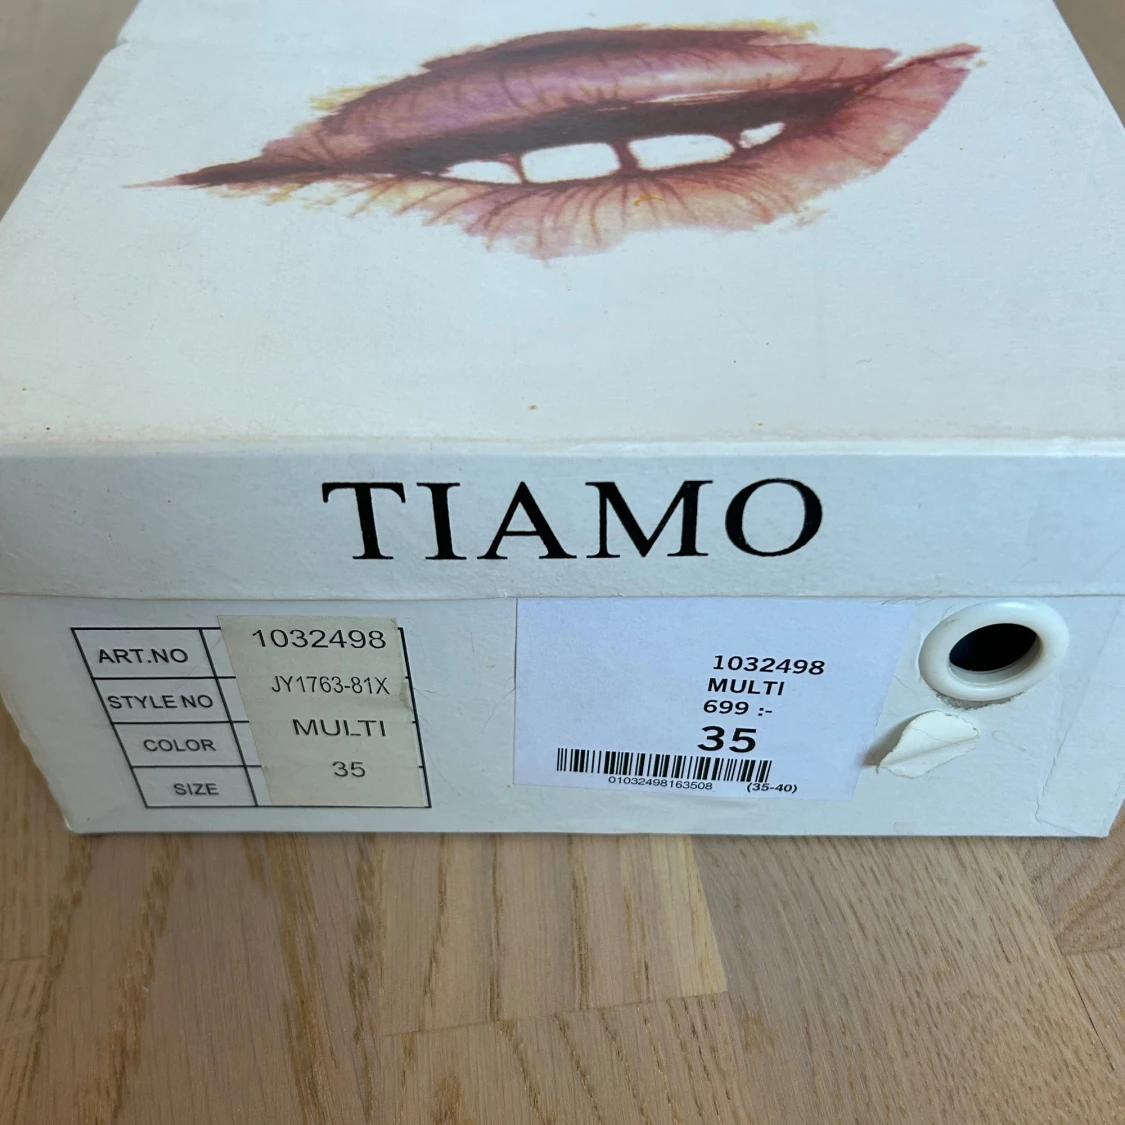 TIAMO
ART.NO 1032498
STYLE NO JY1763-81X
COLOR MULTI
SIZE 35
1032498
MULTI
699 :-
35
01032498163508 (35-40)